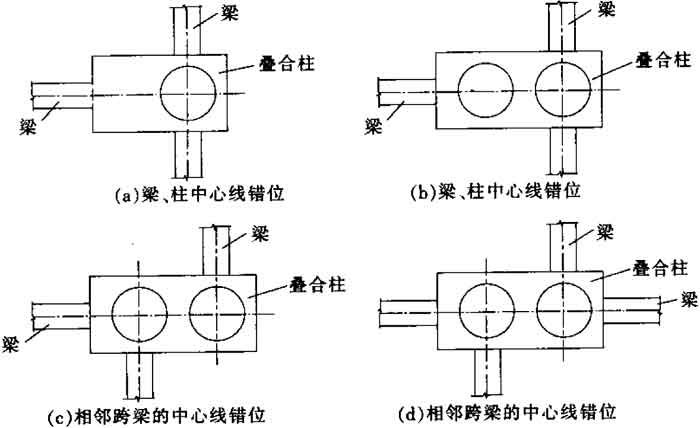 梁
叠合柱
梁
(a)梁、柱中心线错位
梁
叠合柱
梁
(b)梁、柱中心线错位
梁
叠合柱
梁
(c)相邻跨梁的中心线错位
梁
叠合柱
梁
(d)相邻跨梁的中心线错位